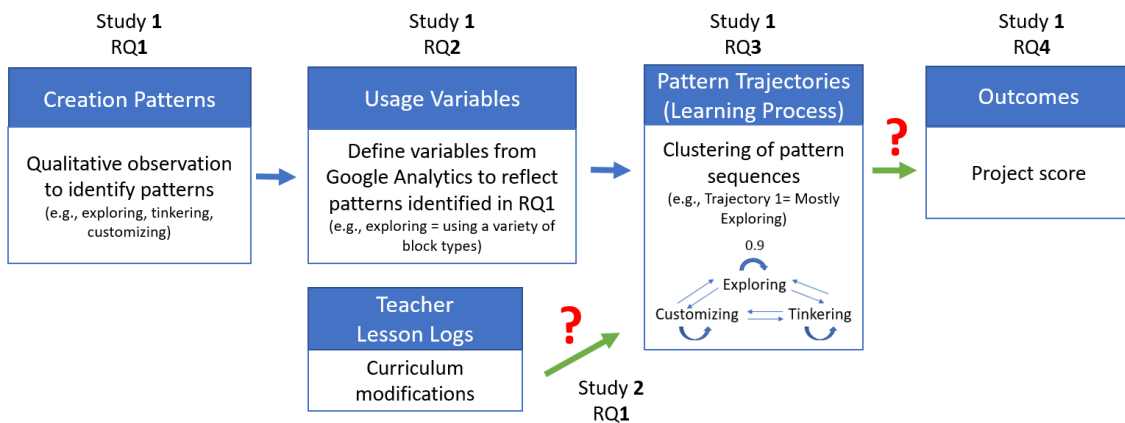 Study 1
RQ1
Creation Patterns
Qualitative observation
to identify patterns
(e.g., exploring, tinkering,
customizing)
Study 1
RQ2
Usage Variables
Define variables from
Google Analytics to reflect
patterns identified in RQ1
(e.g., exploring = using a variety of
block types)
Study 1
RQ3
Pattern Trajectories
(Learning Process)
Clustering of pattern
sequences
(e.g., Trajectory 1= Mostly
Exploring)
0.9
Exploring
Customizing
Tinkering
?
Study 1
RQ4
Outcomes
Project score
Teacher
Lesson Logs
Curriculum
modifications
?
Study 2
RQ1